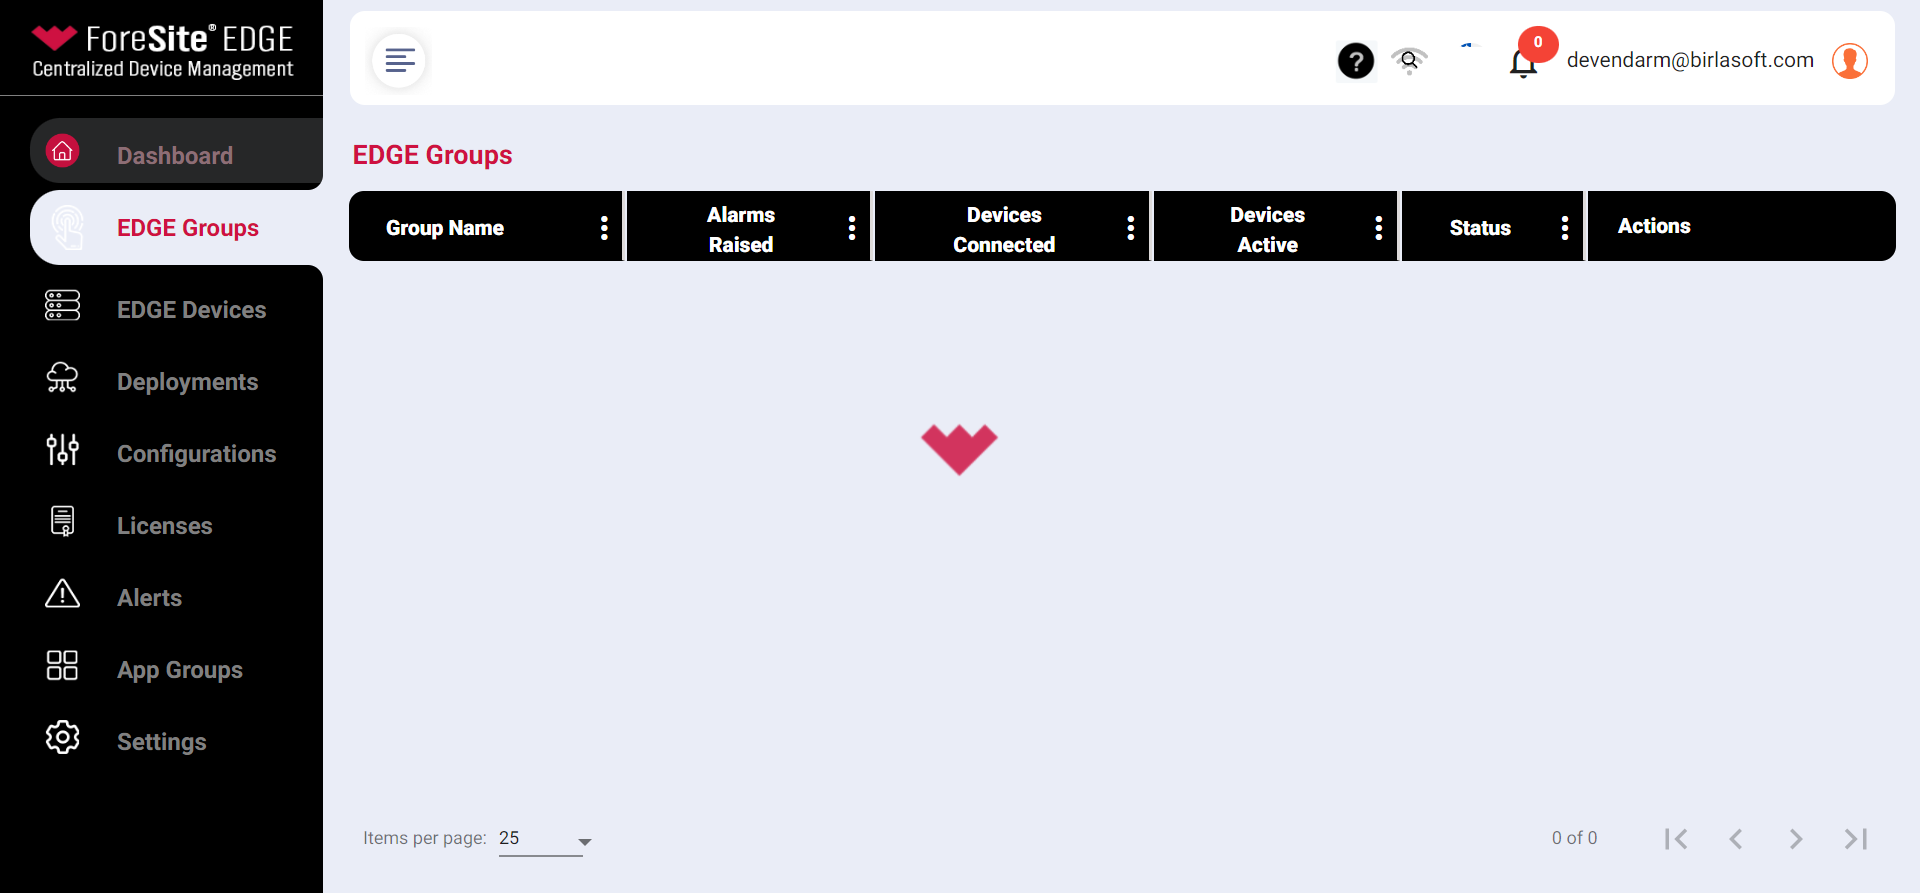 ForeSite® EDGE
Centralized Device Management
Dashboard
EDGE Groups
EDGE Devices
Deployments
Configurations
Licenses
Alerts
App Groups
Settings
?
0
devendarm@birlasoft.com
EDGE Groups
Group Name
Alarms
Raised
Devices
Connected
Devices
Active
Status
Actions
Items per page: 25
0 of 0